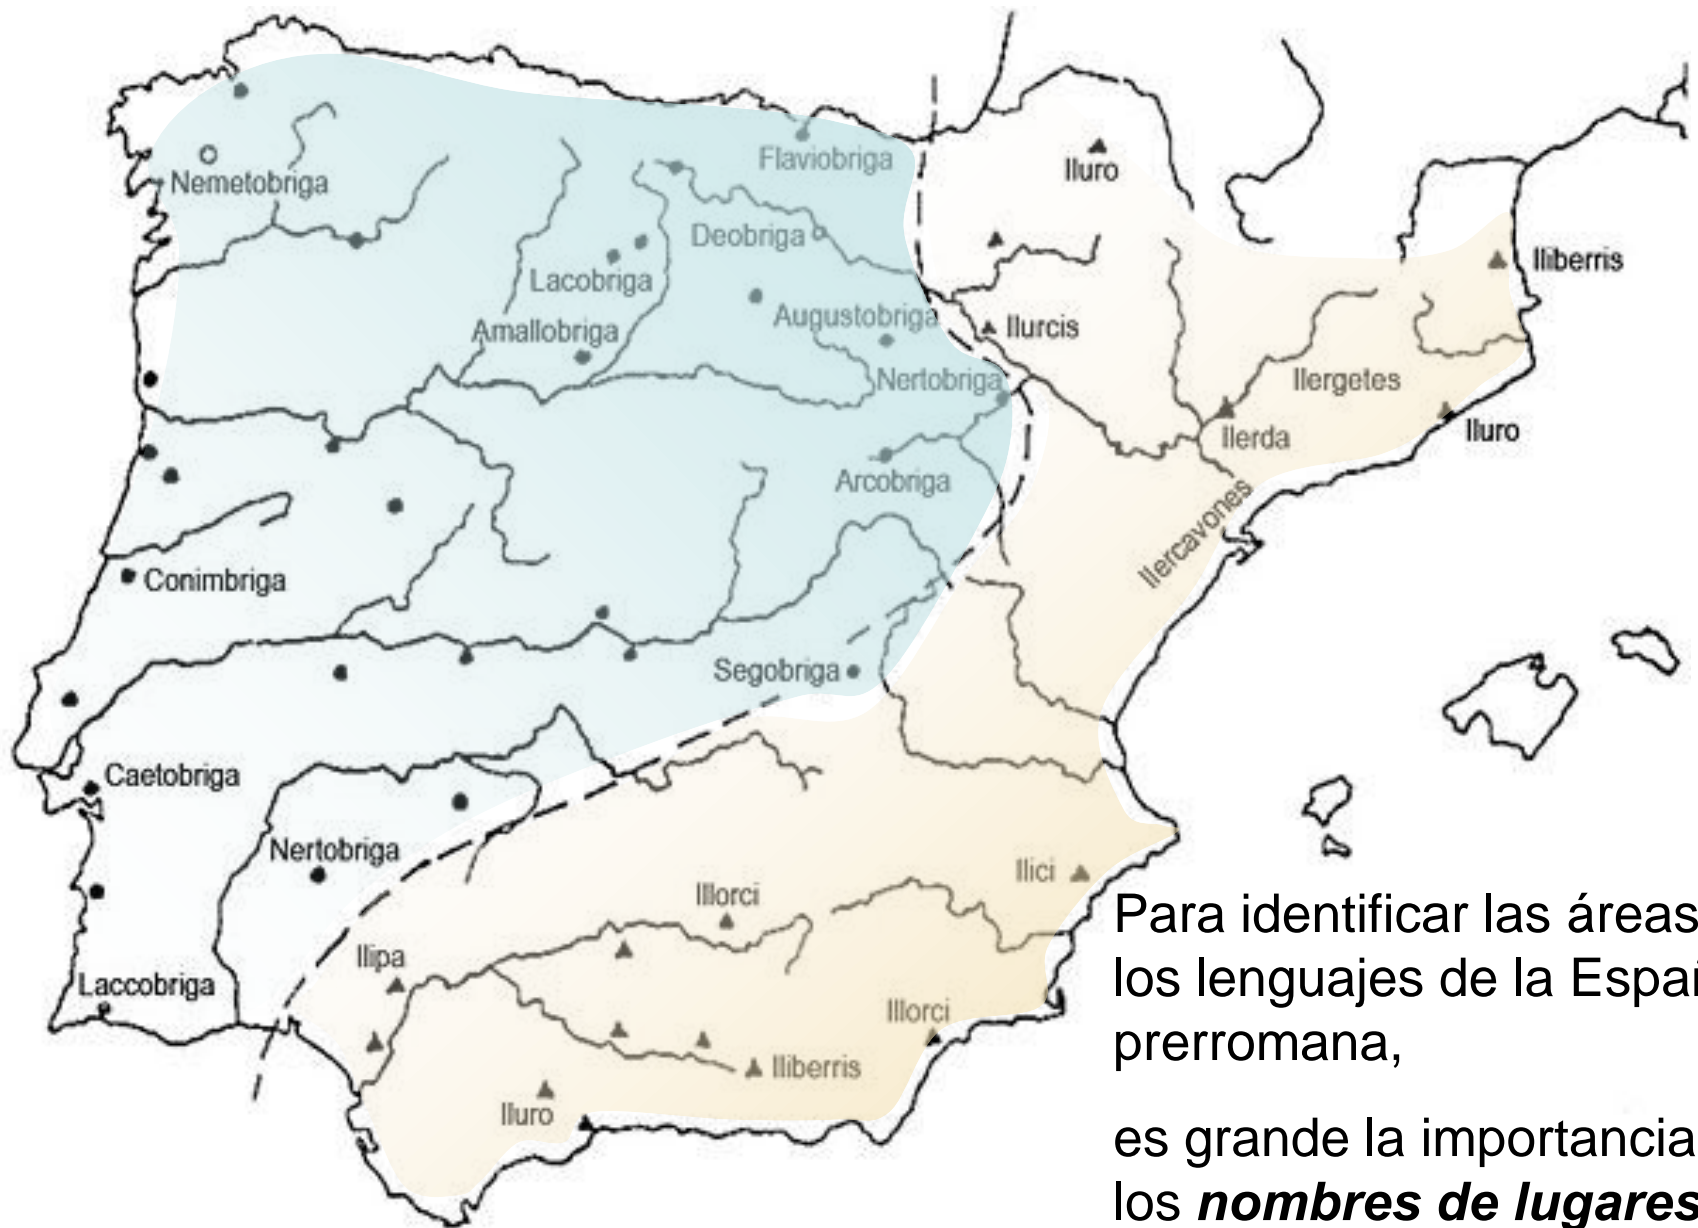 Flaviobriga
Iluro
Nemetobriga
Deobriga
Iliberris
Lacobriga
Augustobriga
Ilurcis
Amallobriga
Nertobriga
Ilergetes
Iluro
Ilerda
Arcobriga
Ilercavones
Conimbriga
Segobriga
Caetobriga
Nertobriga
Ilici
Illorci
Ilipa
Laccobriga
Illorci
Iliberris
Iluro
Para identificar las áreas
los lenguajes de la Espa
prerromana,
es grande la importancia
los nombres de lugares